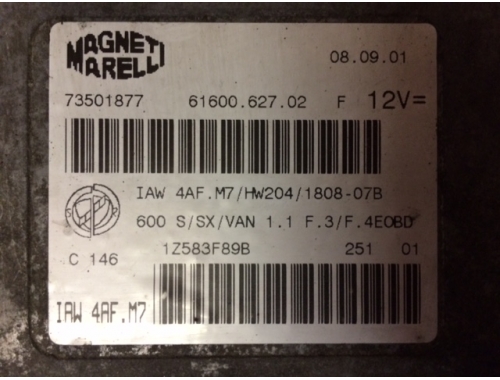 MAGNETI
MARELLI
08.09.01
73501877 61600.627.02 F 12V=
IAW 4AF.M7/HW204/1808-07B
600 S/SX/VAN 1.1 F.3/F.4EOBD
C 146 1Z583F89B 251 01
IAW 4AF.M7